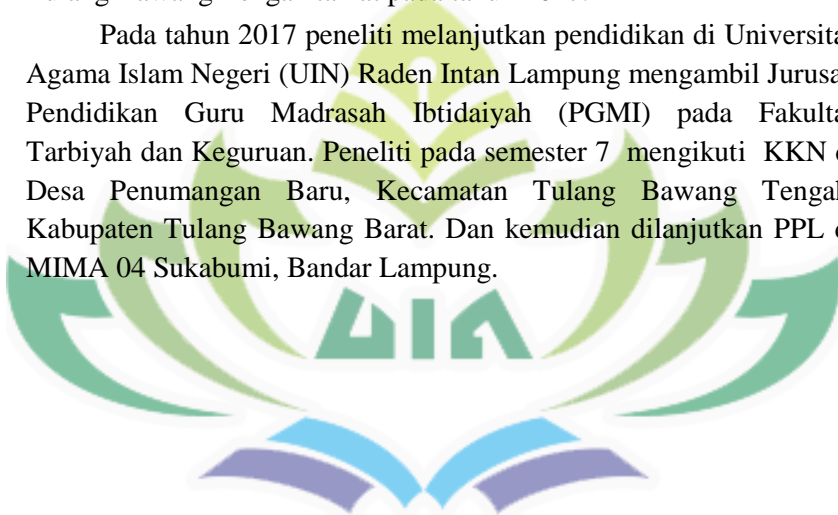 Pada tahun 2017 peneliti melanjutkan pendidikan di Universita
Agama Islam Negeri (UIN) Raden Intan Lampung mengambil Jurusa
Pendidikan Guru Madrasah Ibtidaiyah (PGMI) pada Fakulta
Tarbiyah dan Keguruan. Peneliti pada semester 7 mengikuti KKN d
Desa Penumangan Baru, Kecamatan Tulang Bawang Tengah
Kabupaten Tulang Bawang Barat. Dan kemudian dilanjutkan PPL d
MIMA 04 Sukabumi, Bandar Lampung.
UIN